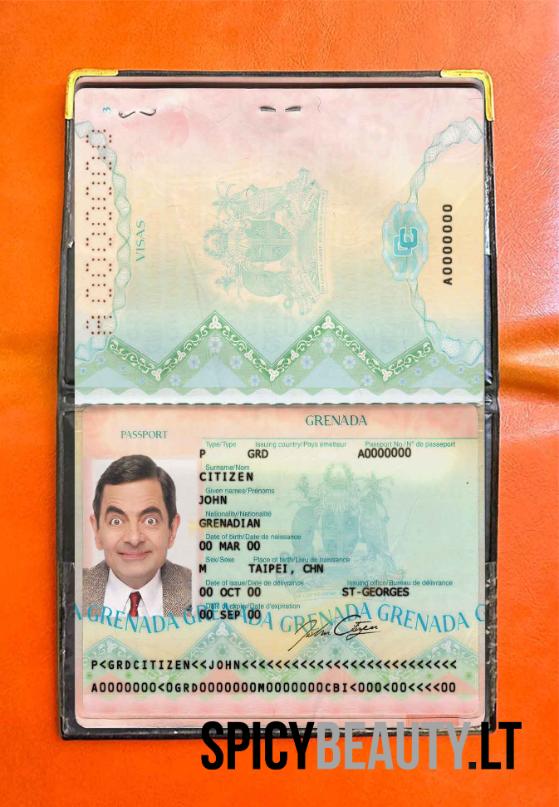 A0000000
VISAS
A0000000
GRENADA
PASSPORT
Type/Type Issuing country/Pays émetteur Passport No/N° de passeport
P GRD A0000000
Surname/Nom
CITIZEN
Given names/Prénoms
JOHN
Nationality/Nationalité
GRENADIAN
Date of birth/Date de naissance
00 MAR 00
Sex/Sexe Place of birth/Lieu de naissance
M TAIPEI, CHN
Date of issue/Date de délivrance Issuing office/Bureau de délivrance
00 OCT 00 ST-GEORGES
Date of expiry/Date d'expiration
00 SEP 00
GRENADA GRENADA GRENADA GRENADA
John Citizen
P<GRDCITIZEN<<JOHN<<<<<<<<<<<<<<<<<<<<<<<<<<
A0000000<0GRD0000000M0000000CBI<000<00<<<<00
SPICYBEAUTY.LT